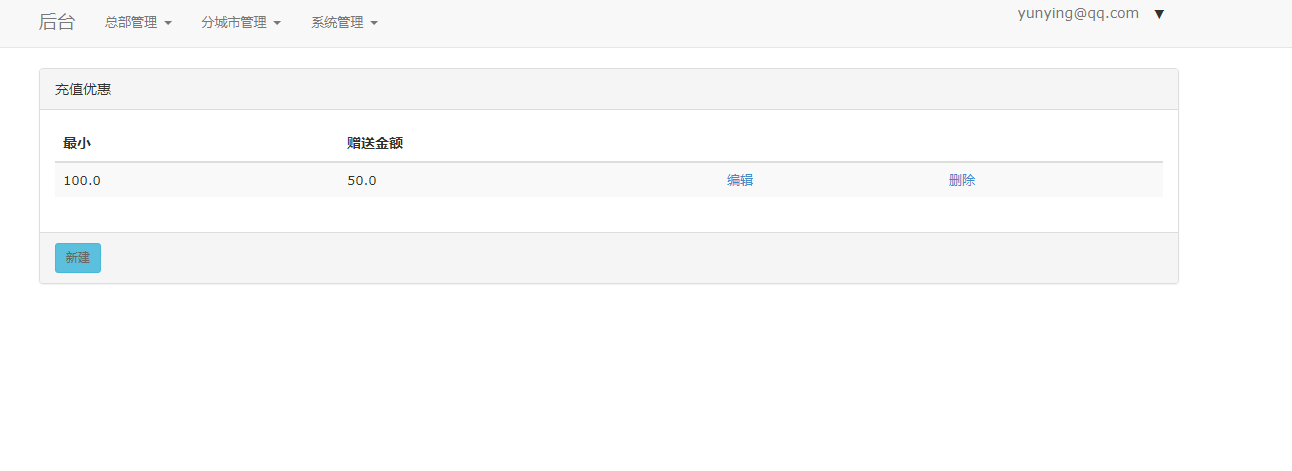 后台 总部管理 分城市管理 系统管理 yunying@qq.com ▼
充值优惠
最小 赠送金额
100.0 50.0 编辑 删除
新建